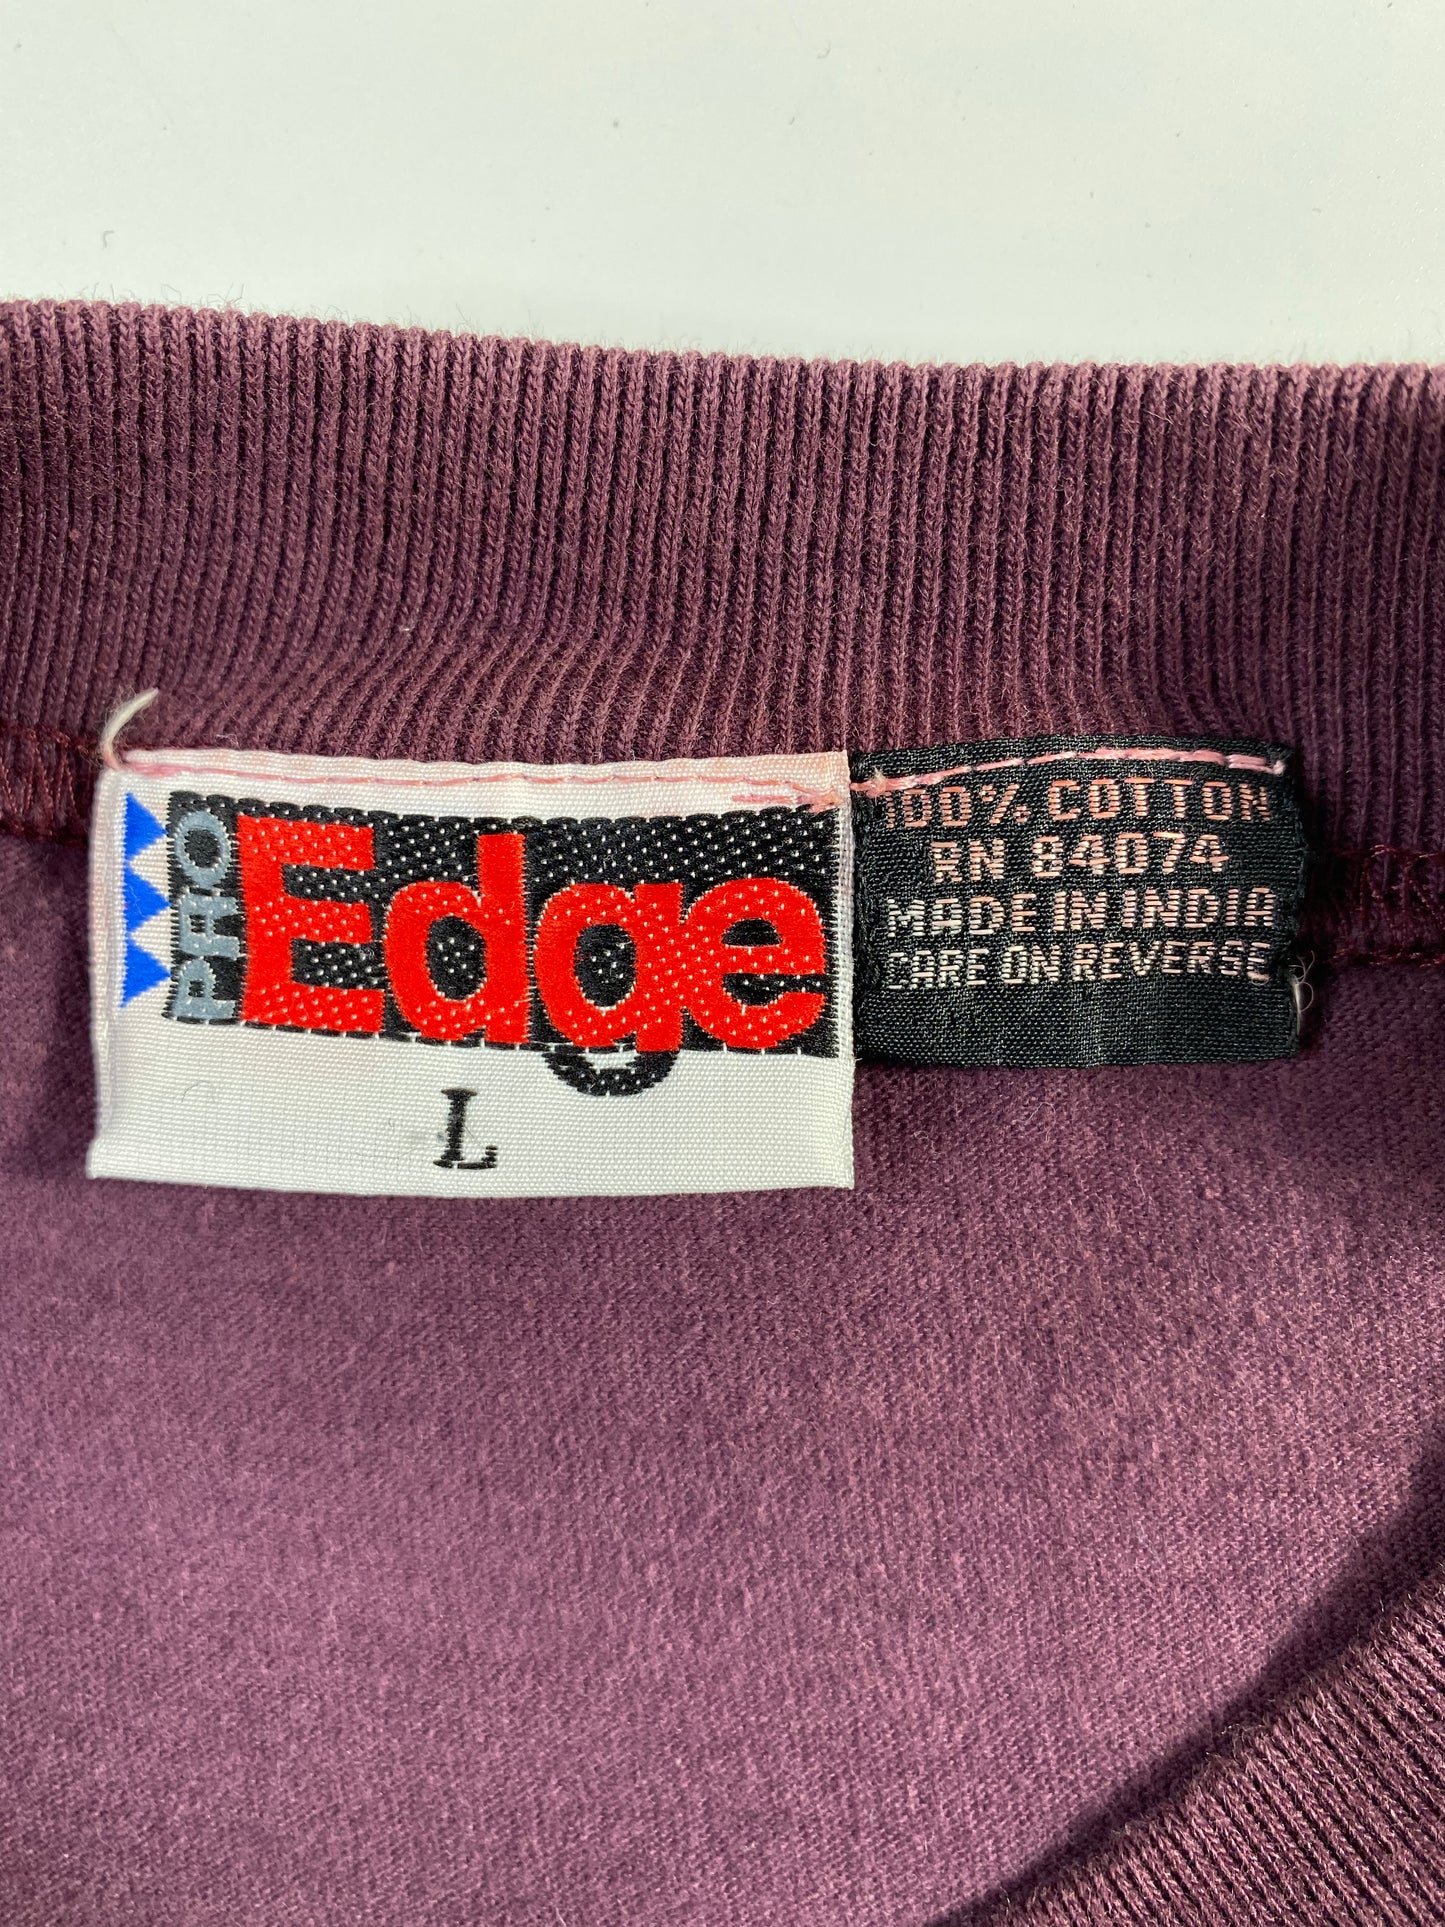 PRO
Edge
L
100% COTTON
RN 84074
MADE IN INDIA
CARE ON REVERSE